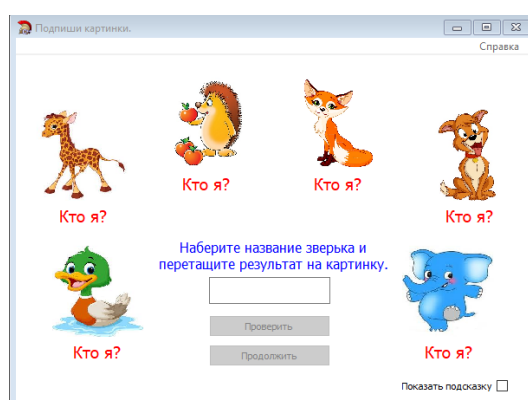 Подпиши картинки.
Справка
Кто я?
Кто я?
Кто я?
Кто я?
Наберите название зверька и
перетащите результат на картинку.
Проверить
Продолжить
Кто я?
Кто я?
Показать подсказку